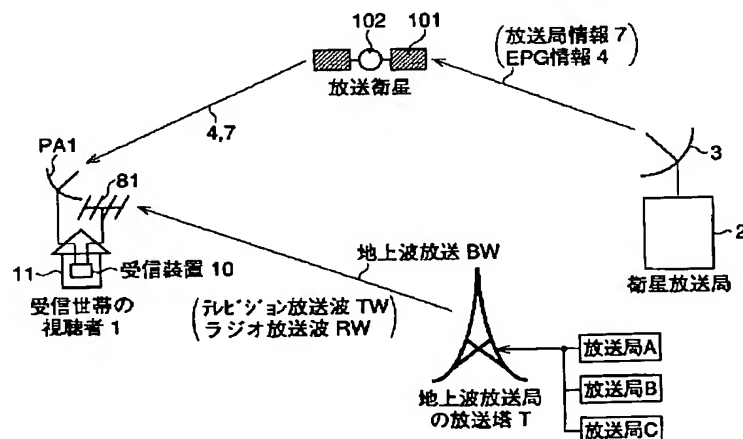 102
101
放送衛星
放送局情報 7
EPG情報 4
4,7
PA1
81
3
2
衛星放送局
11
受信装置 10
受信世帯の
視聴者 1
地上波放送 BW
テレビジョン放送波 TW
ラジオ放送波 RW
地上波放送局
の放送塔 T
放送局A
放送局B
放送局C